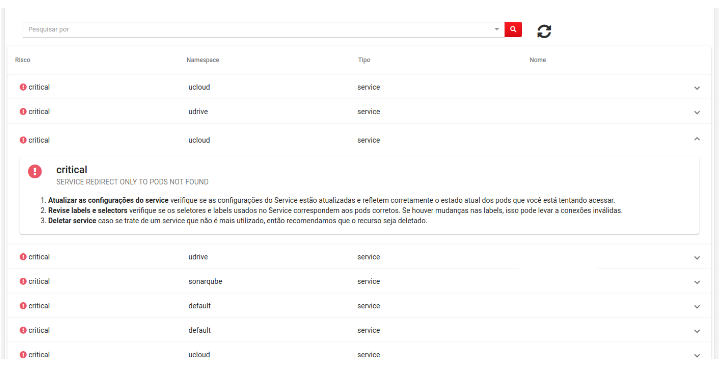 Pesquisar por
Risco Namespace Tipo Nome
critical ucloud service
critical udrive service
critical ucloud service
critical
SERVICE REDIRECT ONLY TO PODS NOT FOUND
1. Atualizar as configurações do service verifique se as configurações do Service estão atualizadas e refletem corretamente o estado atual dos pods que você está tentando acessar.
2. Revise labels e selectors verifique se os seletores e labels usados no Service correspondem aos pods corretos. Se houver mudanças nas labels, isso pode levar a conexões inválidas.
3. Deletar service caso se trate de um service que não é mais utilizado, então recomendamos que o recurso seja deletado.
critical udrive service
critical sonarqube service
critical default service
critical default service
critical ucloud service